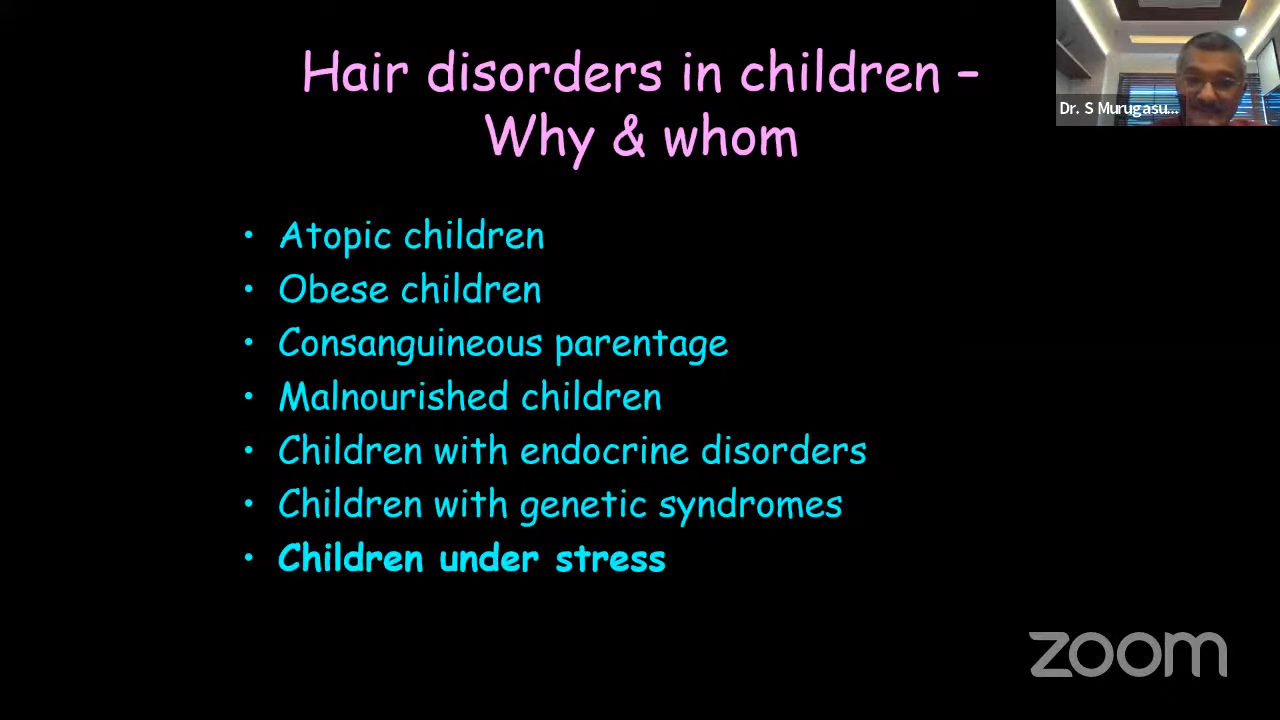 Hair disorders in children –
Why & whom
Dr. S Murugasu...
• Atopic children
• Obese children
• Consanguineous parentage
• Malnourished children
• Children with endocrine disorders
• Children with genetic syndromes
• Children under stress
zoom